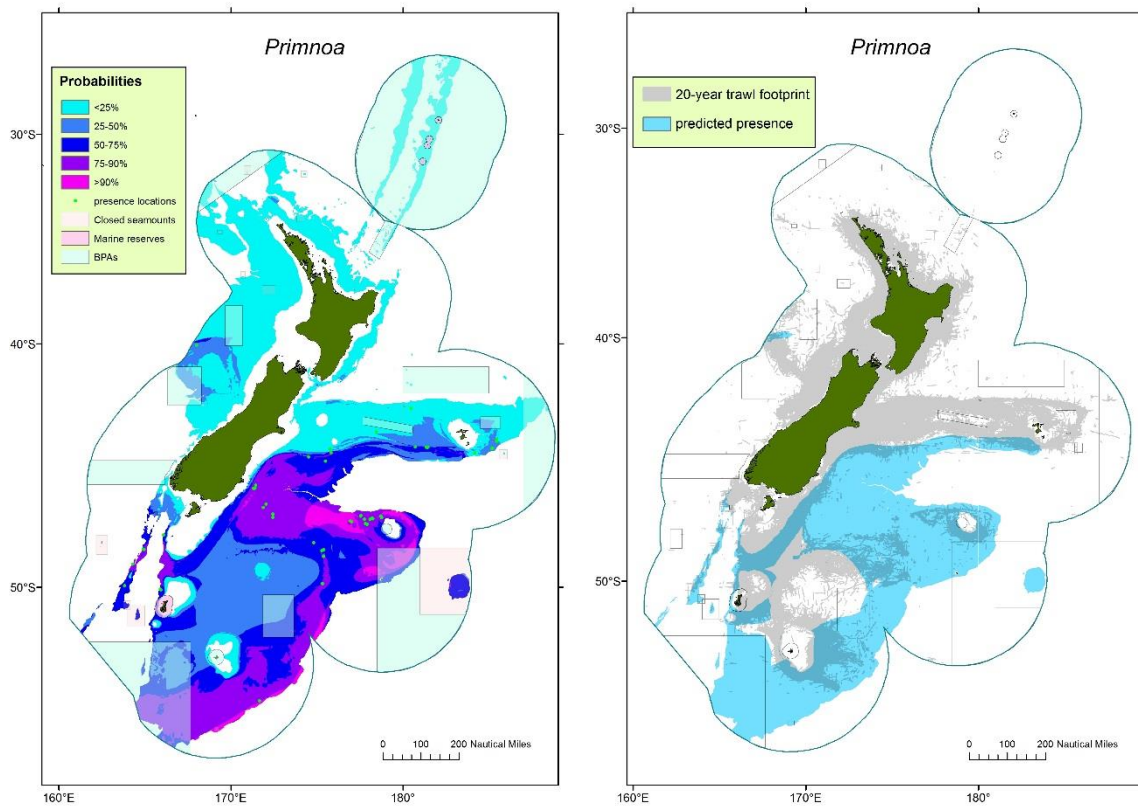 Primnoa
Probabilities
<25%
25-50%
50-75%
75-90%
>90%
presence locations
Closed seamounts
Marine reserves
BPAs
30°S
40°S
50°S
0 100 200 Nautical Miles
160°E
170°E
180°
Primnoa
20-year trawl footprint
predicted presence
30°S
40°S
50°S
0 100 200 Nautical Miles
160°E
170°E
180°